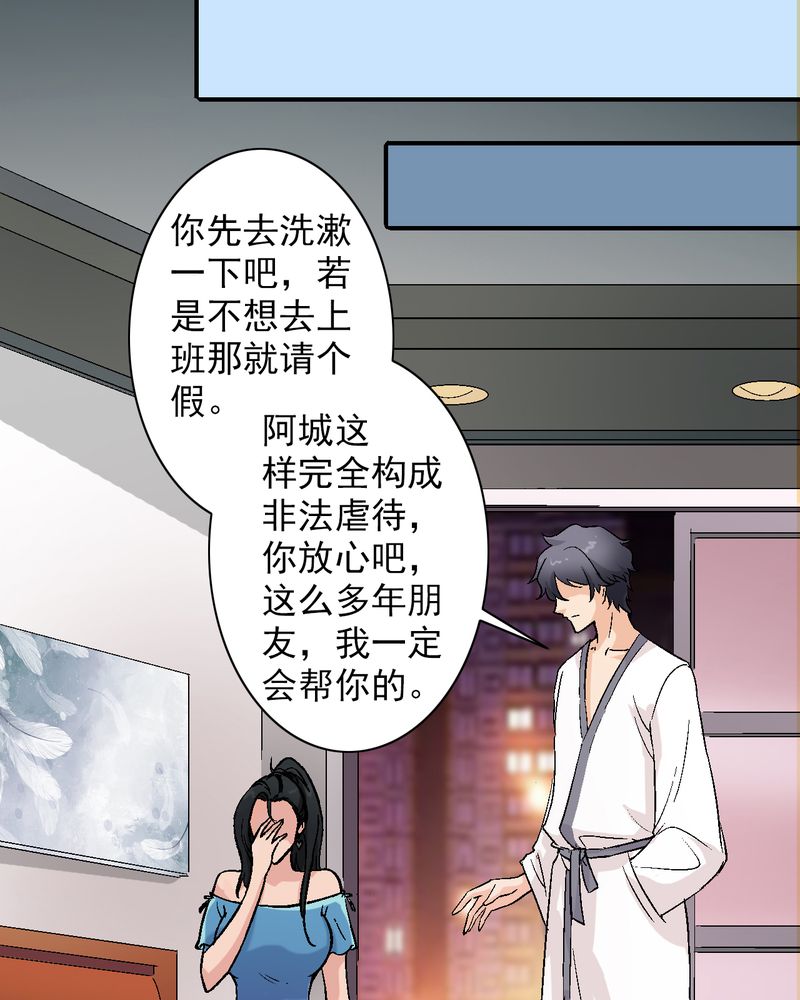 你先去洗漱
一下吧，若
是不想去上
班那就请个
假。
阿城这
样完全构成
非法虐待，
你放心吧，
这么多年朋
友，我一定
会帮你的。